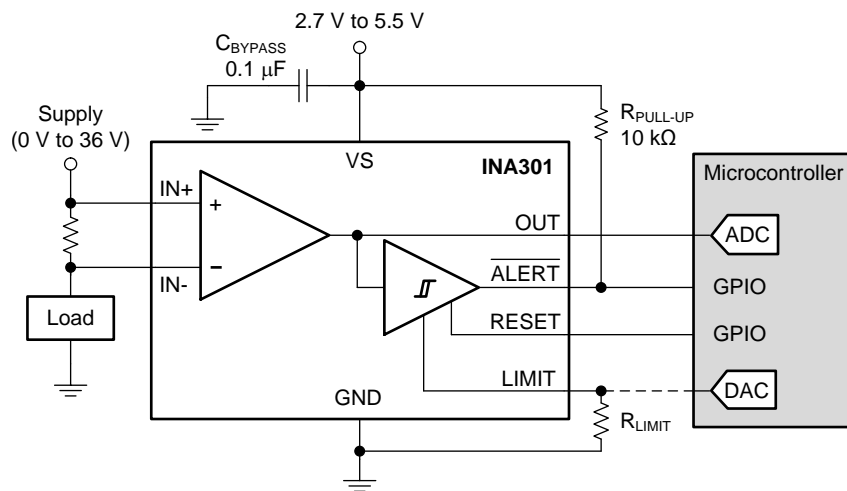 2.7 V to 5.5 V
CBYPASS
0.1 μF
RPULL-UP
10 kΩ
Supply
(0 V to 36 V)
VS
INA301
Microcontroller
IN+
+
OUT
ADC
IN-
−
ALERT
GPIO
Load
RESET
GPIO
LIMIT
DAC
GND
RLIMIT